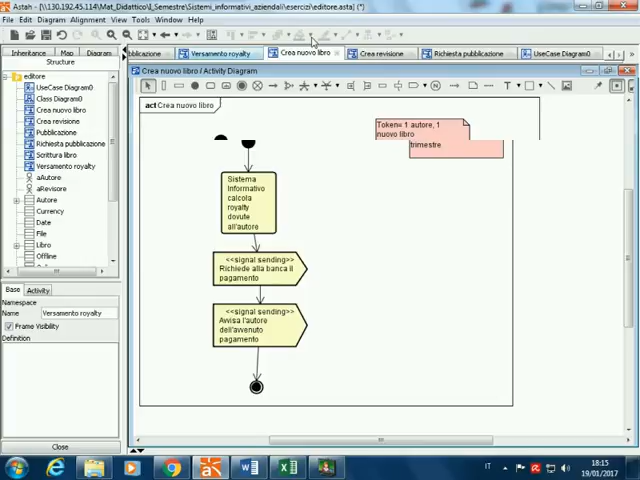 Astah - [\\130.192.45.114\Mat_Didattico\I_Semestre\Sistemi_informativi_aziendali\esercizi\editore.asta] (*)
File Edit Diagram Alignment View Tools Window Help
Inheritance Map Diagram
Structure
editore
UseCase Diagram0
Class Diagram0
Crea nuovo libro
Crea revisione
Pubblicazione
Richiesta pubblicazione
Scrittura libro
Versamento royalty
aAutore
aRevisore
Autore
Currency
Date
File
Libro
Offline
Base Activity
Namespace
Name Versamento royalty
Frame Visibility
Definition
Close
ubblicazione Versamento royalty Crea nuovo libro Crea revisione Richiesta pubblicazione UseCase Diagram0
Crea nuovo libro / Activity Diagram
act Crea nuovo libro
Token= 1 autore, 1
nuovo libro
trimestre
Sistema
Informativo
calcola
royalty
dovute
all'autore
<<signal sending>>
Richiede alla banca il
pagamento
<<signal sending>>
Avvisa l'autore
dell'avvenuto
pagamento
IT
18:15
19/01/2017